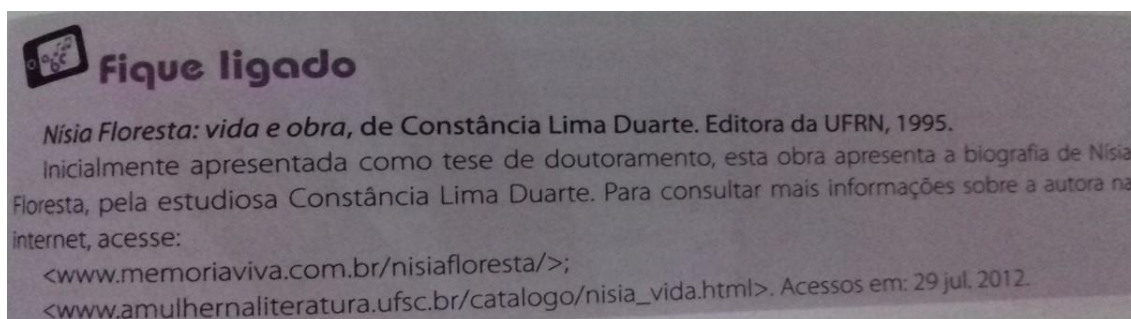 Fique ligado
Nísia Floresta: vida e obra, de Constância Lima Duarte. Editora da UFRN, 1995.
Inicialmente apresentada como tese de doutoramento, esta obra apresenta a biografia de Nísia
Floresta, pela estudiosa Constância Lima Duarte. Para consultar mais informações sobre a autora na
internet, acesse:
<www.memoriaviva.com.br/nisiafloresta/>;
<www.amulhernaliteratura.ufsc.br/catalogo/nisia_vida.html>. Acessos em: 29 jul. 2012.